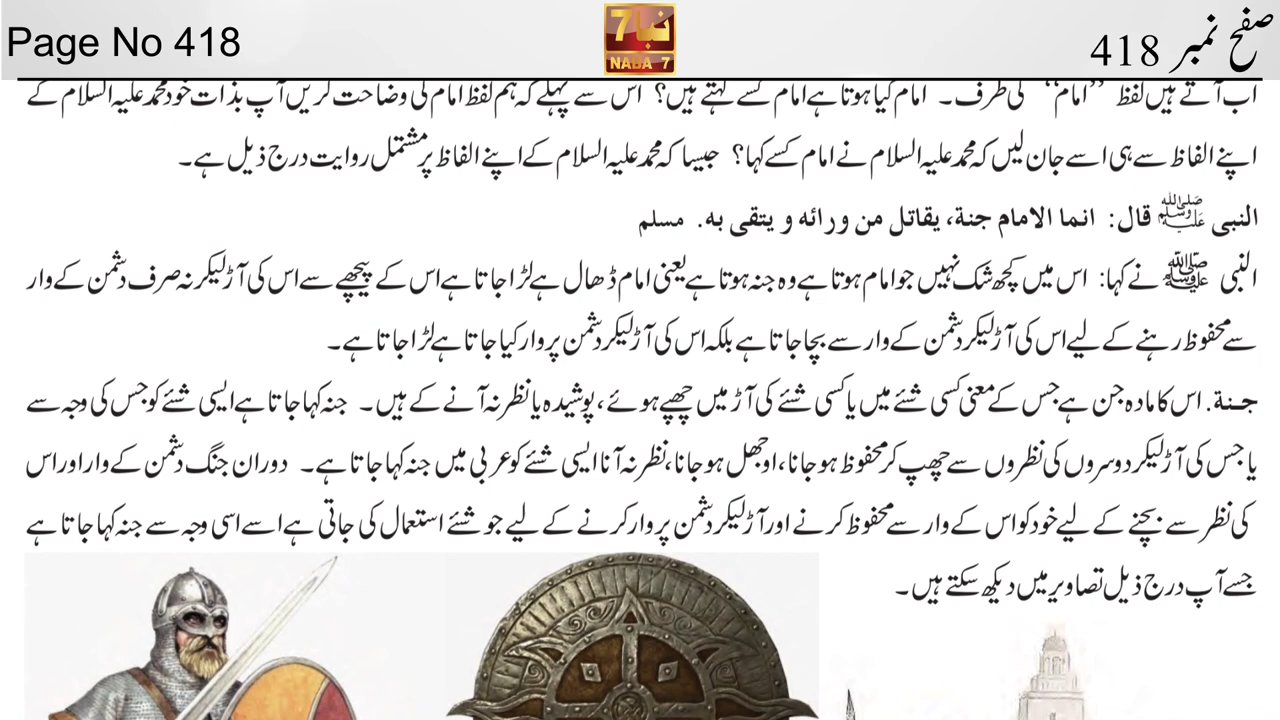 Page No 418
نبا 7
NABA 7
صفح نمبر 418
اب آتے ہیں لفظ ’’امام‘‘ کی طرف۔ امام کیا ہوتا ہے امام کسے کہتے ہیں؟ اس سے پہلے کہ ہم لفظ امام کی وضاحت کریں آپ بذات خود محمد علیہ السلام کے
اپنے الفاظ سے ہی اسے جان لیں کہ محمد علیہ السلام نے امام کسے کہا؟ جیسا کہ محمد علیہ السلام کے اپنے الفاظ پر مشتمل روایت درج ذیل ہے۔
النبی ﷺ قال: انما الامام جنة، یقاتل من ورائه و یتقی به. مسلم
النبی ﷺ نے کہا: اس میں کچھ شک نہیں جو امام ہوتا ہے وہ جنہ ہوتا ہے یعنی امام ڈھال ہے لڑا جاتا ہے اس کے پیچھے سے اس کی آڑ لیکر نہ صرف دشمن کے وار
سے محفوظ رہنے کے لیے اس کی آڑ لیکر دشمن کے وار سے بچا جاتا ہے بلکہ اس کی آڑ لیکر دشمن پر وار کیا جاتا ہے لڑا جاتا ہے۔
جنة. اس کا مادہ جن ہے جس کے معنی کسی شئے میں یا کسی شئے کی آڑ میں چھپے ہوئے، پوشیدہ یا نظر نہ آنے کے ہیں۔ جنہ کہا جاتا ہے ایسی شئے کو جس کی وجہ سے
یا جس کی آڑ لیکر دوسروں کی نظروں سے چھپ کر محفوظ ہو جانا، اوجھل ہو جانا، نظر نہ آنا ایسی شئے کو عربی میں جنہ کہا جاتا ہے۔ دوران جنگ دشمن کے وار اور اس
کی نظر سے بچنے کے لیے خود کو اس کے وار سے محفوظ کرنے اور آڑ لیکر دشمن پر وار کرنے کے لیے جو شئے استعمال کی جاتی ہے اسے اسی وجہ سے جنہ کہا جاتا ہے
جسے آپ درج ذیل تصاویر میں دیکھ سکتے ہیں۔